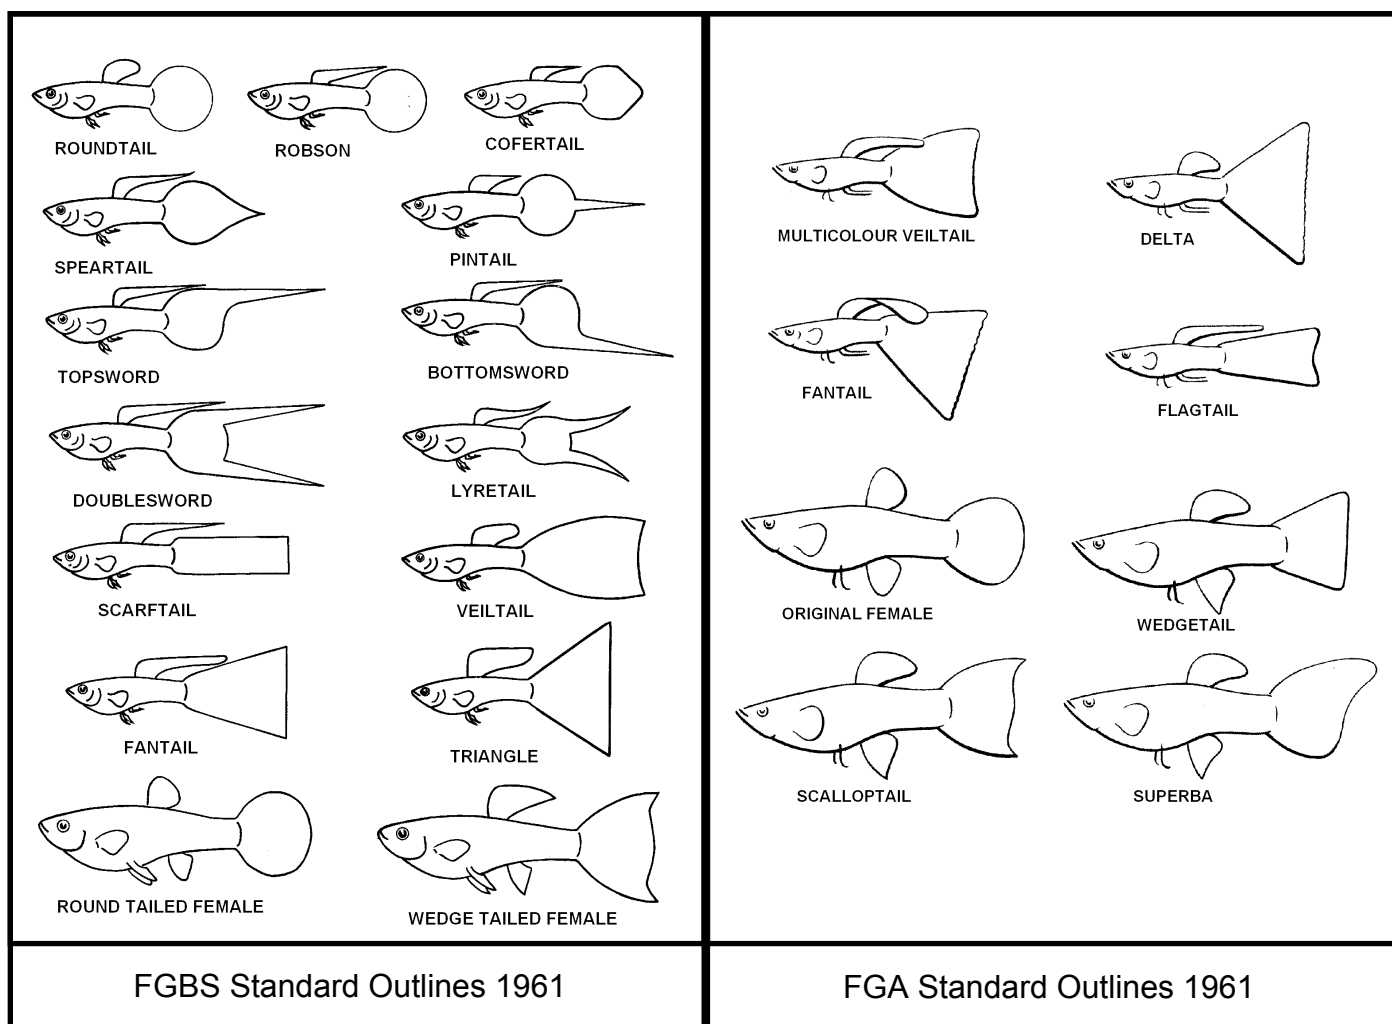 ROUNDTAIL
ROBSON
COFERTAIL
SPEARTAIL
PINTAIL
TOPSWORD
BOTTOMSWORD
DOUBLESWORD
LYRETAIL
SCARFTAIL
VEILTAIL
FANTAIL
TRIANGLE
ROUND TAILED FEMALE
WEDGE TAILED FEMALE
FGBS Standard Outlines 1961
MULTICOLOUR VEILTAIL
DELTA
FANTAIL
FLAGTAIL
ORIGINAL FEMALE
WEDGETAIL
SCALLOPTAIL
SUPERBA
FGA Standard Outlines 1961